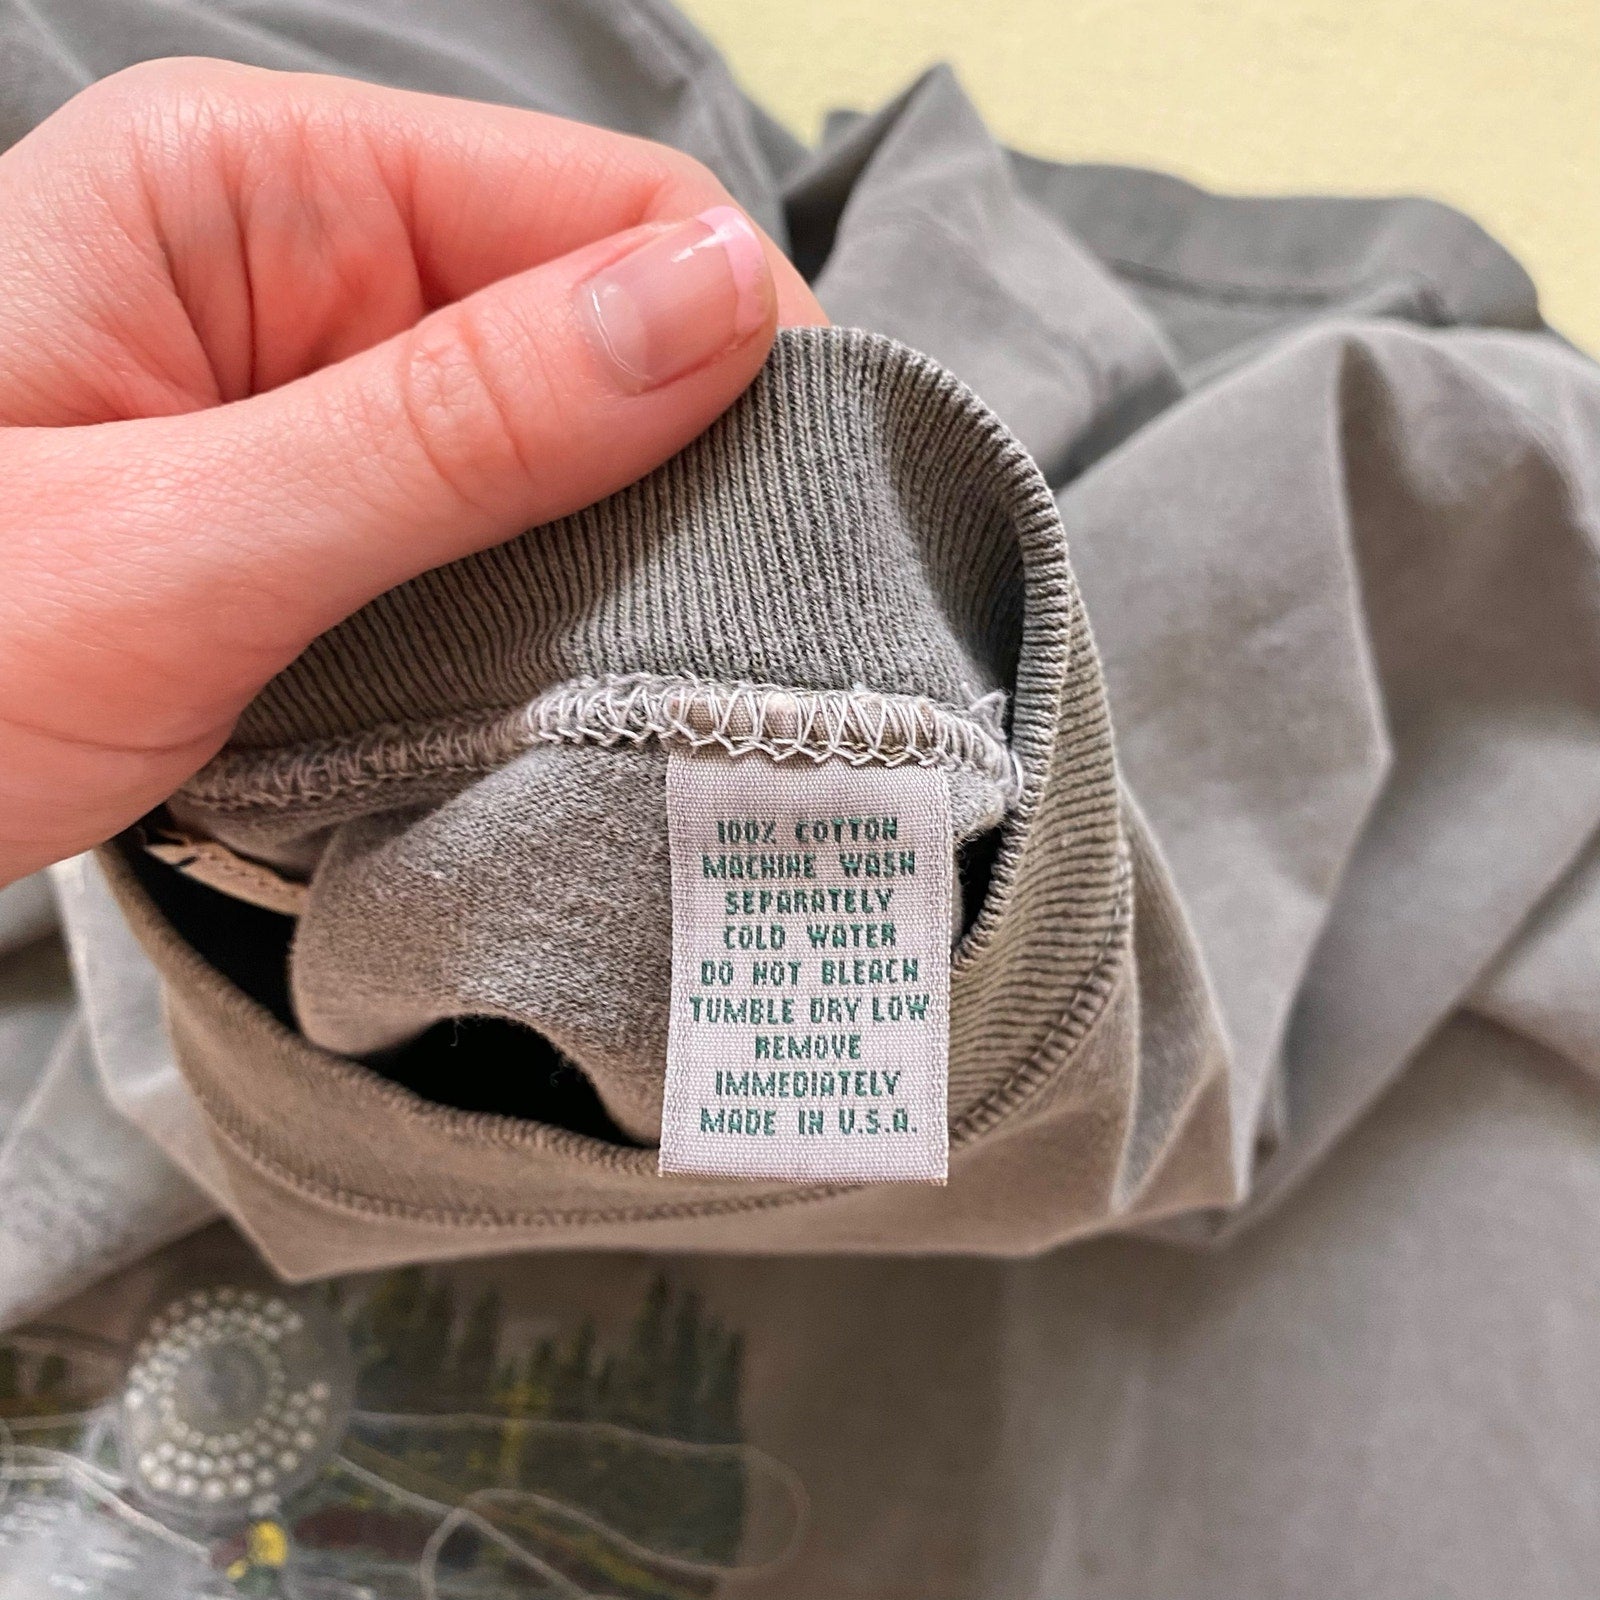 100% COTTON
MACHINE WASH
SEPARATELY
COLD WATER
DO NOT BLEACH
TUMBLE DRY LOW
REMOVE
IMMEDIATELY
MADE IN U.S.A.